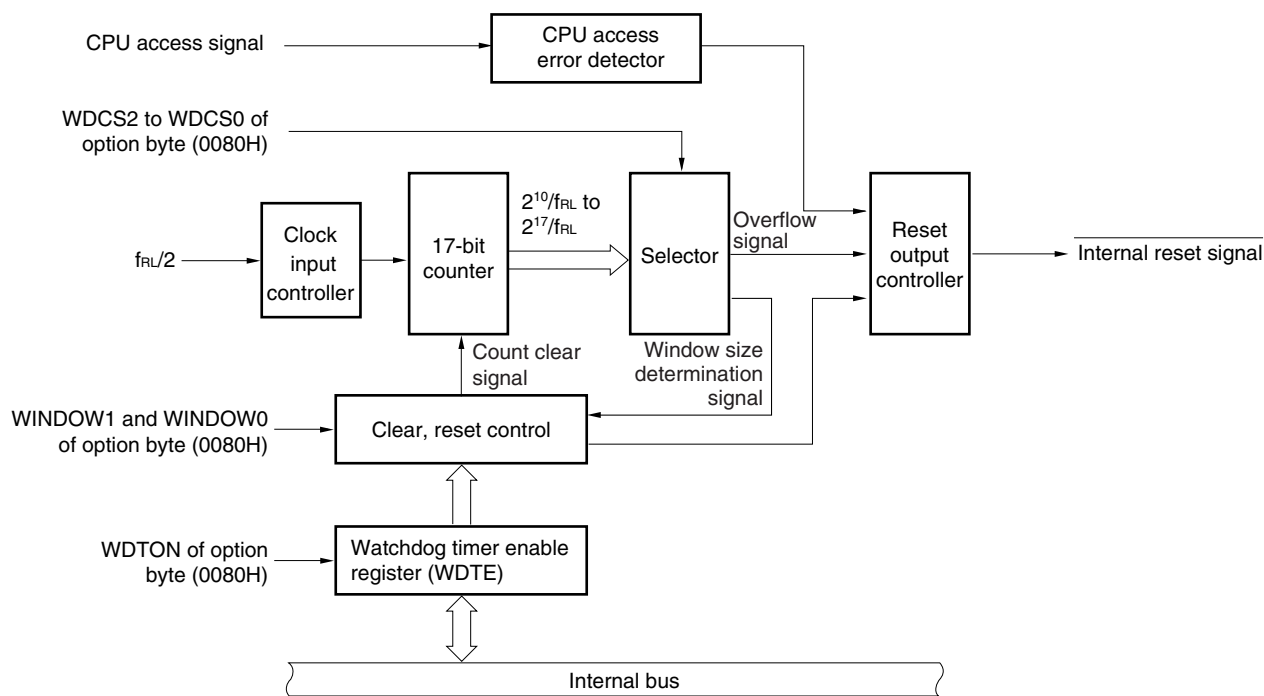 CPU access signal
CPU access
error detector
WDCS2 to WDCS0 of
option byte (0080H)
fRL/2
Clock
input
controller
17-bit
counter
2¹⁰/fRL to
2¹⁷/fRL
Selector
Overflow
signal
Reset
output
controller
Internal reset signal
Count clear
signal
Window size
determination
signal
WINDOW1 and WINDOW0
of option byte (0080H)
Clear, reset control
WDTON of option
byte (0080H)
Watchdog timer enable
register (WDTE)
Internal bus